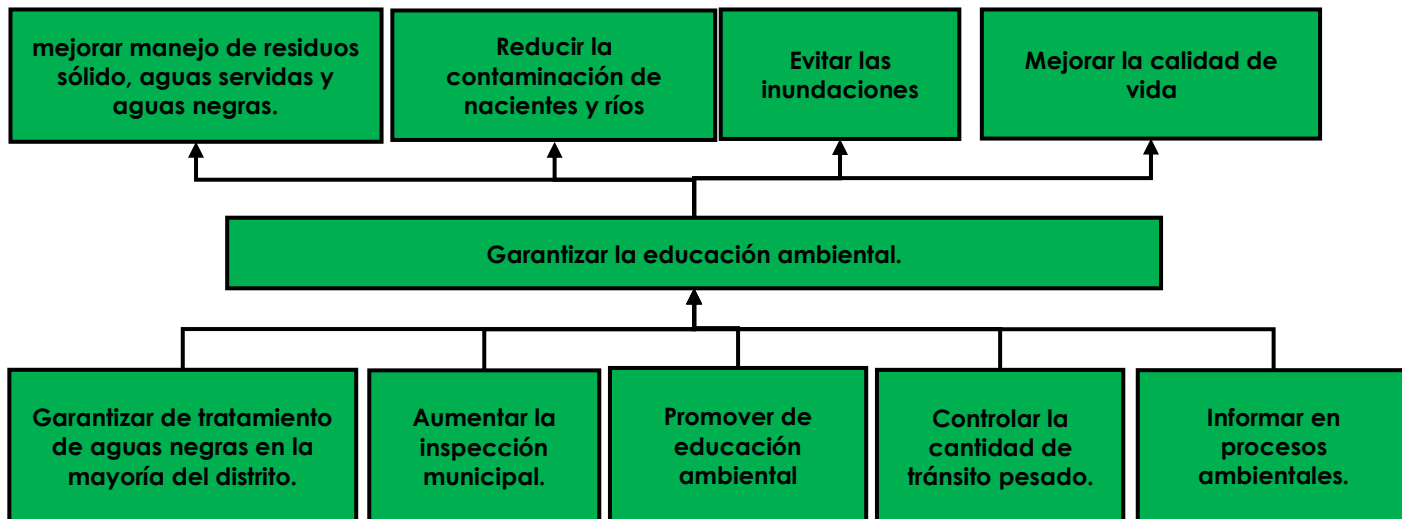 mejorar manejo de residuos
sólido, aguas servidas y
aguas negras.
Reducir la
contaminación de
nacientes y ríos
Evitar las
inundaciones
Mejorar la calidad de
vida
Garantizar la educación ambiental.
Garantizar de tratamiento
de aguas negras en la
mayoría del distrito.
Aumentar la
inspección
municipal.
Promover de
educación
ambiental
Controlar la
cantidad de
tránsito pesado.
Informar en
procesos
ambientales.